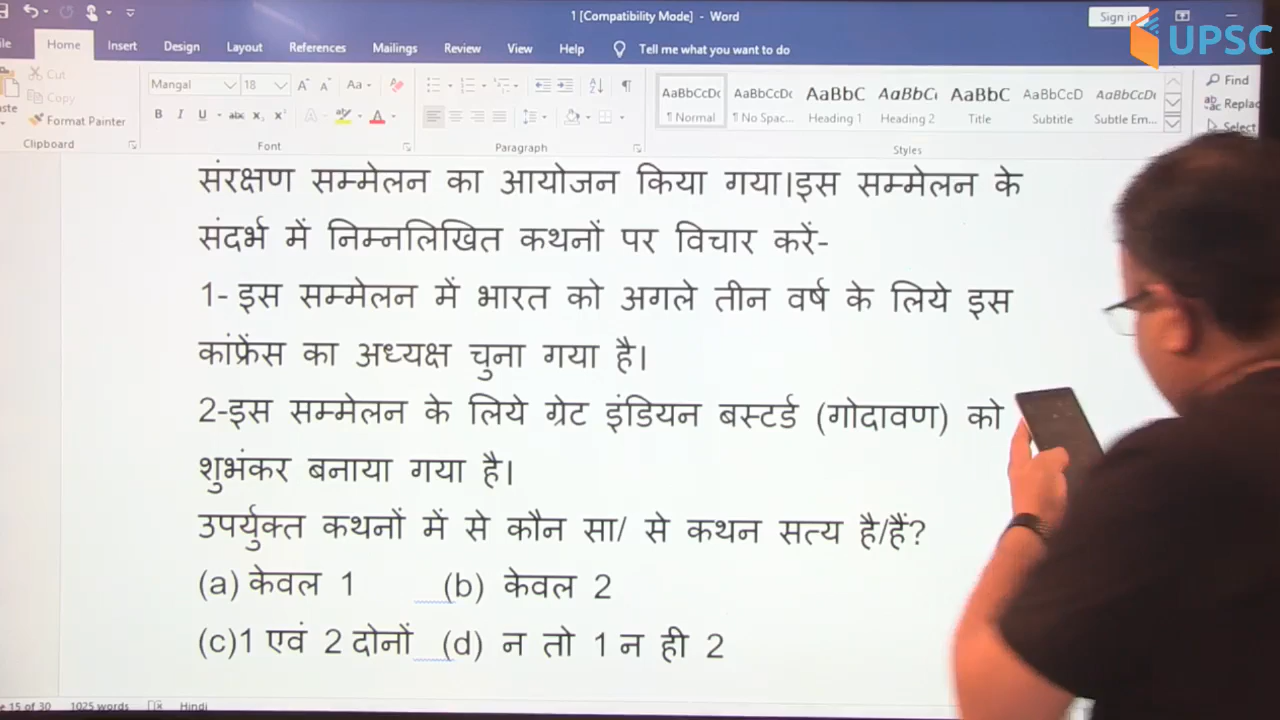 1 [Compatibility Mode] - Word
Sign in
UPSC
Home Insert Design Layout References Mailings Review View Help Tell me what you want to do
Cut
Copy
Format Painter
Clipboard
Mangal 18
Font
Paragraph
AaBbCcDc AaBbCcDc AaBbC AaBbCc AaBbC AaBbCcD AaBbCcDc
¶ Normal ¶ No Spac... Heading 1 Heading 2 Title Subtitle Subtle Em...
Styles
Find
Replac
Select
संरक्षण सम्मेलन का आयोजन किया गया।इस सम्मेलन के
संदर्भ में निम्नलिखित कथनों पर विचार करें-
1- इस सम्मेलन में भारत को अगले तीन वर्ष के लिये इस
कांफ्रेंस का अध्यक्ष चुना गया है।
2-इस सम्मेलन के लिये ग्रेट इंडियन बस्टर्ड (गोदावण) को
शुभंकर बनाया गया है।
उपर्युक्त कथनों में से कौन सा/ से कथन सत्य है/हैं?
(a) केवल 1 (b) केवल 2
(c)1 एवं 2 दोनों (d) न तो 1 न ही 2
15 of 30 1025 words Hindi